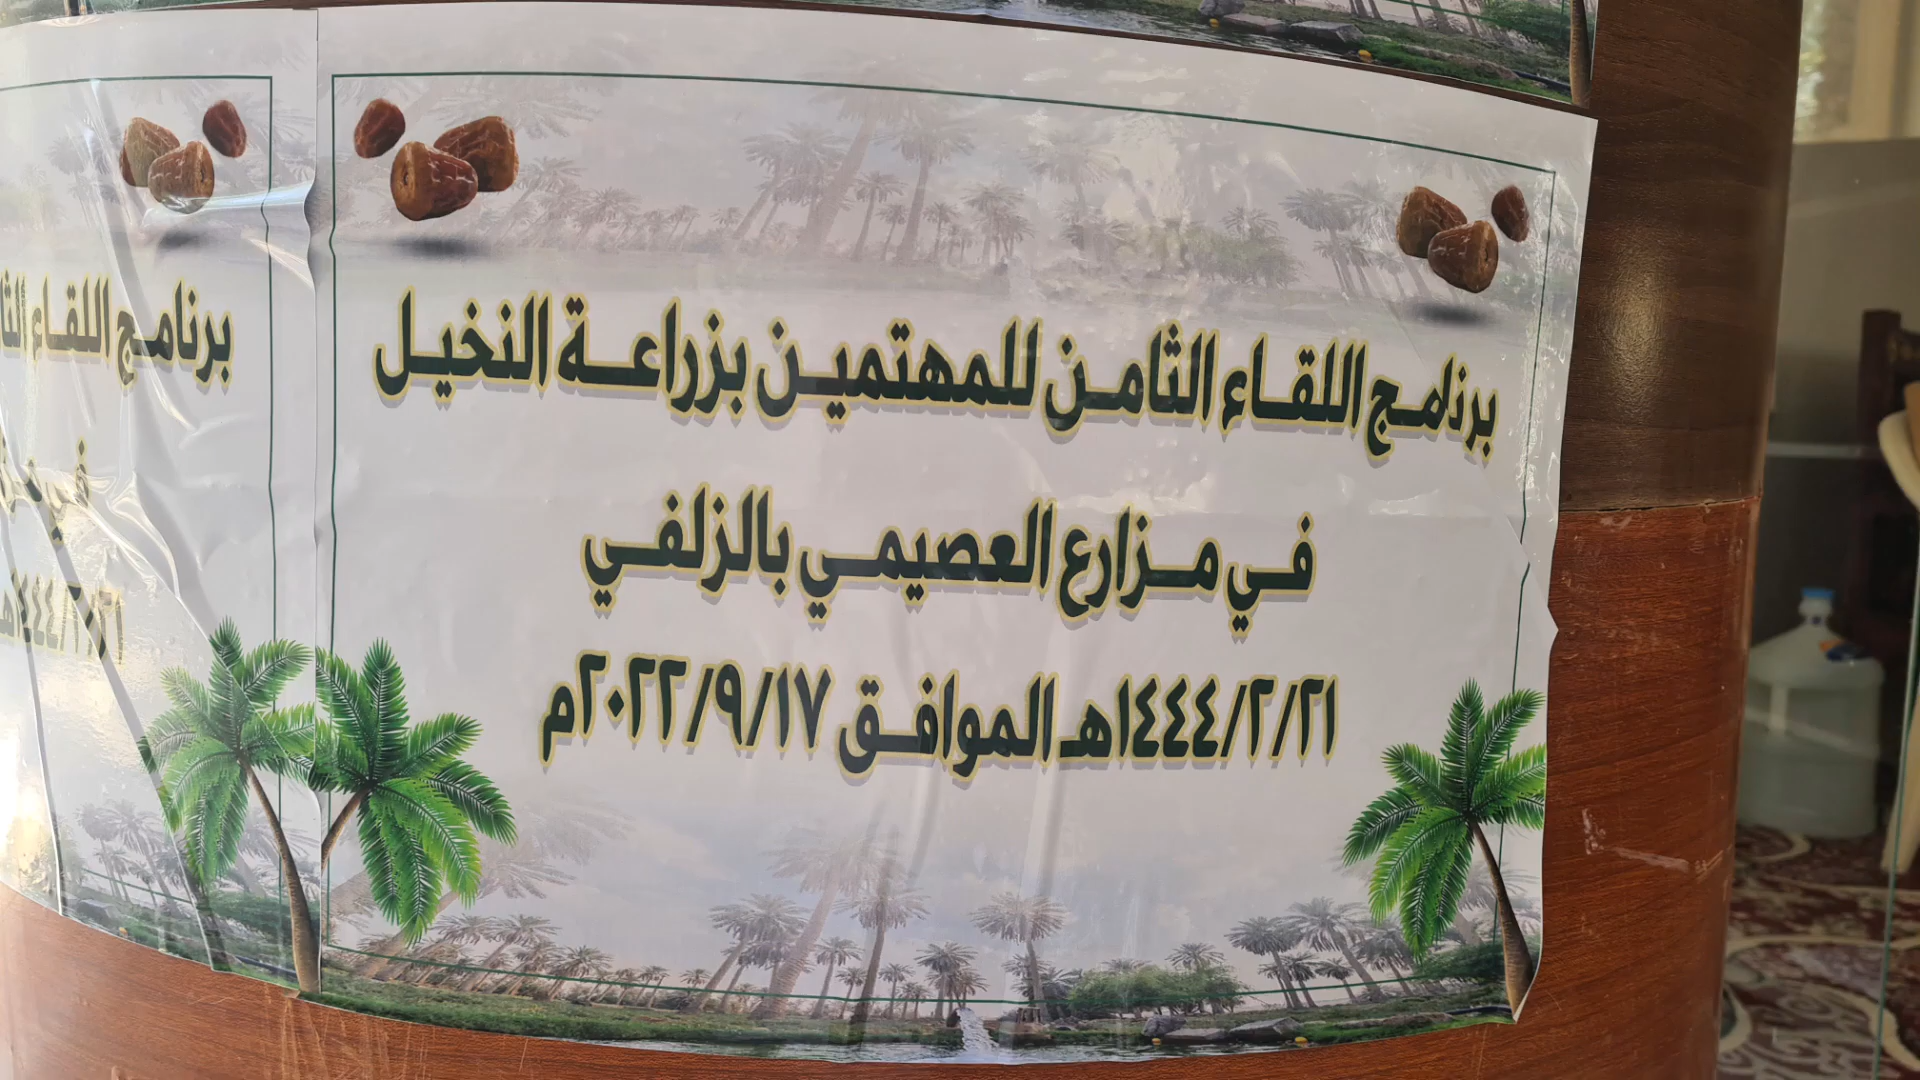 برنامج اللقاء الثامن للمهتمين بزراعة النخيل
في مزارع العصيمي بالزلفي
١٤٤٤/٢/٢١هـ الموافق ٢٠٢٢/٩/١٧م
برنامج اللقاء